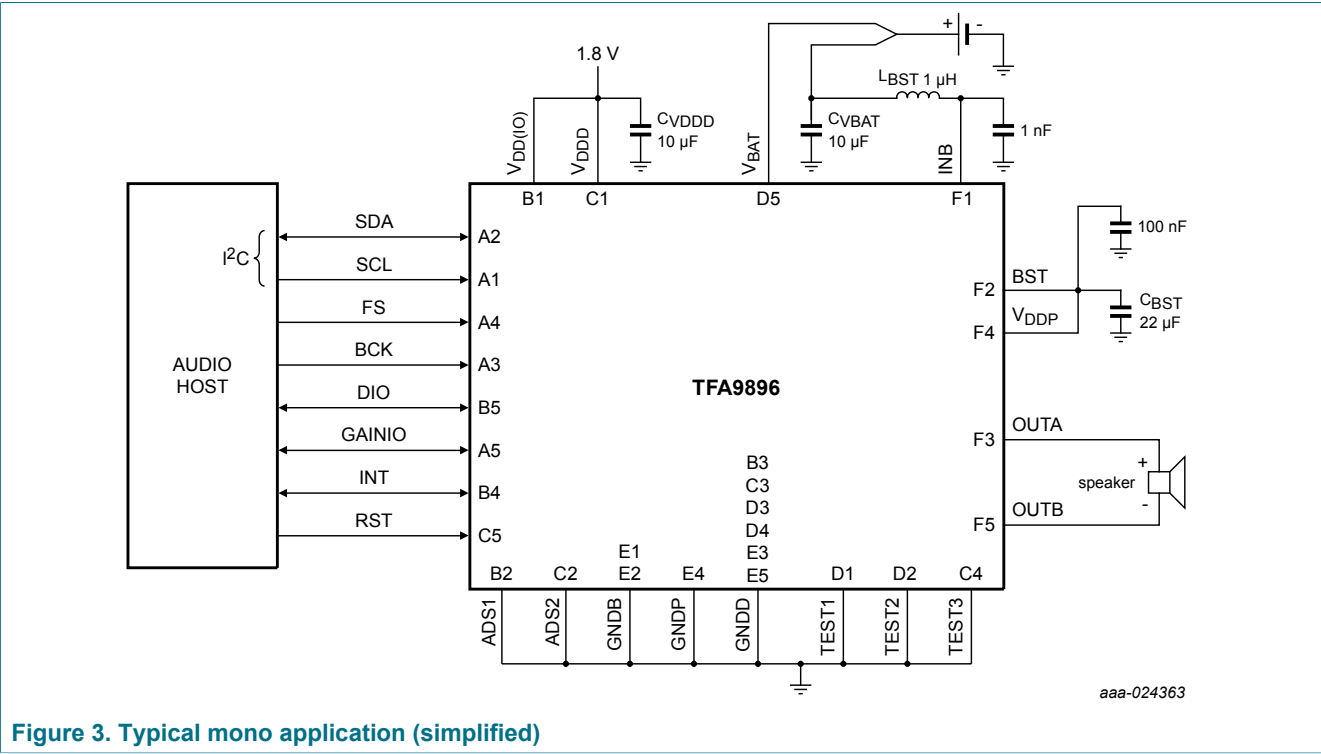 + -
1.8 V
LBST 1 µH
CVDDD
10 µF
CVBAT
10 µF
1 nF
VDD(IO)
VDDD
VBAT
INB
B1 C1 D5 F1
AUDIO
HOST
I2C
SDA
A2
SCL
A1
FS
A4
BCK
A3
DIO
B5
GAINIO
A5
INT
B4
RST
C5
TFA9896
100 nF
F2 BST
F4 VDDP
CBST
22 µF
F3 OUTA
+
speaker
-
F5 OUTB
B3
C3
D3
D4
E1 E3
B2 C2 E2 E4 E5 D1 D2 C4
ADS1
ADS2
GNDB
GNDP
GNDD
TEST1
TEST2
TEST3
aaa-024363
Figure 3. Typical mono application (simplified)